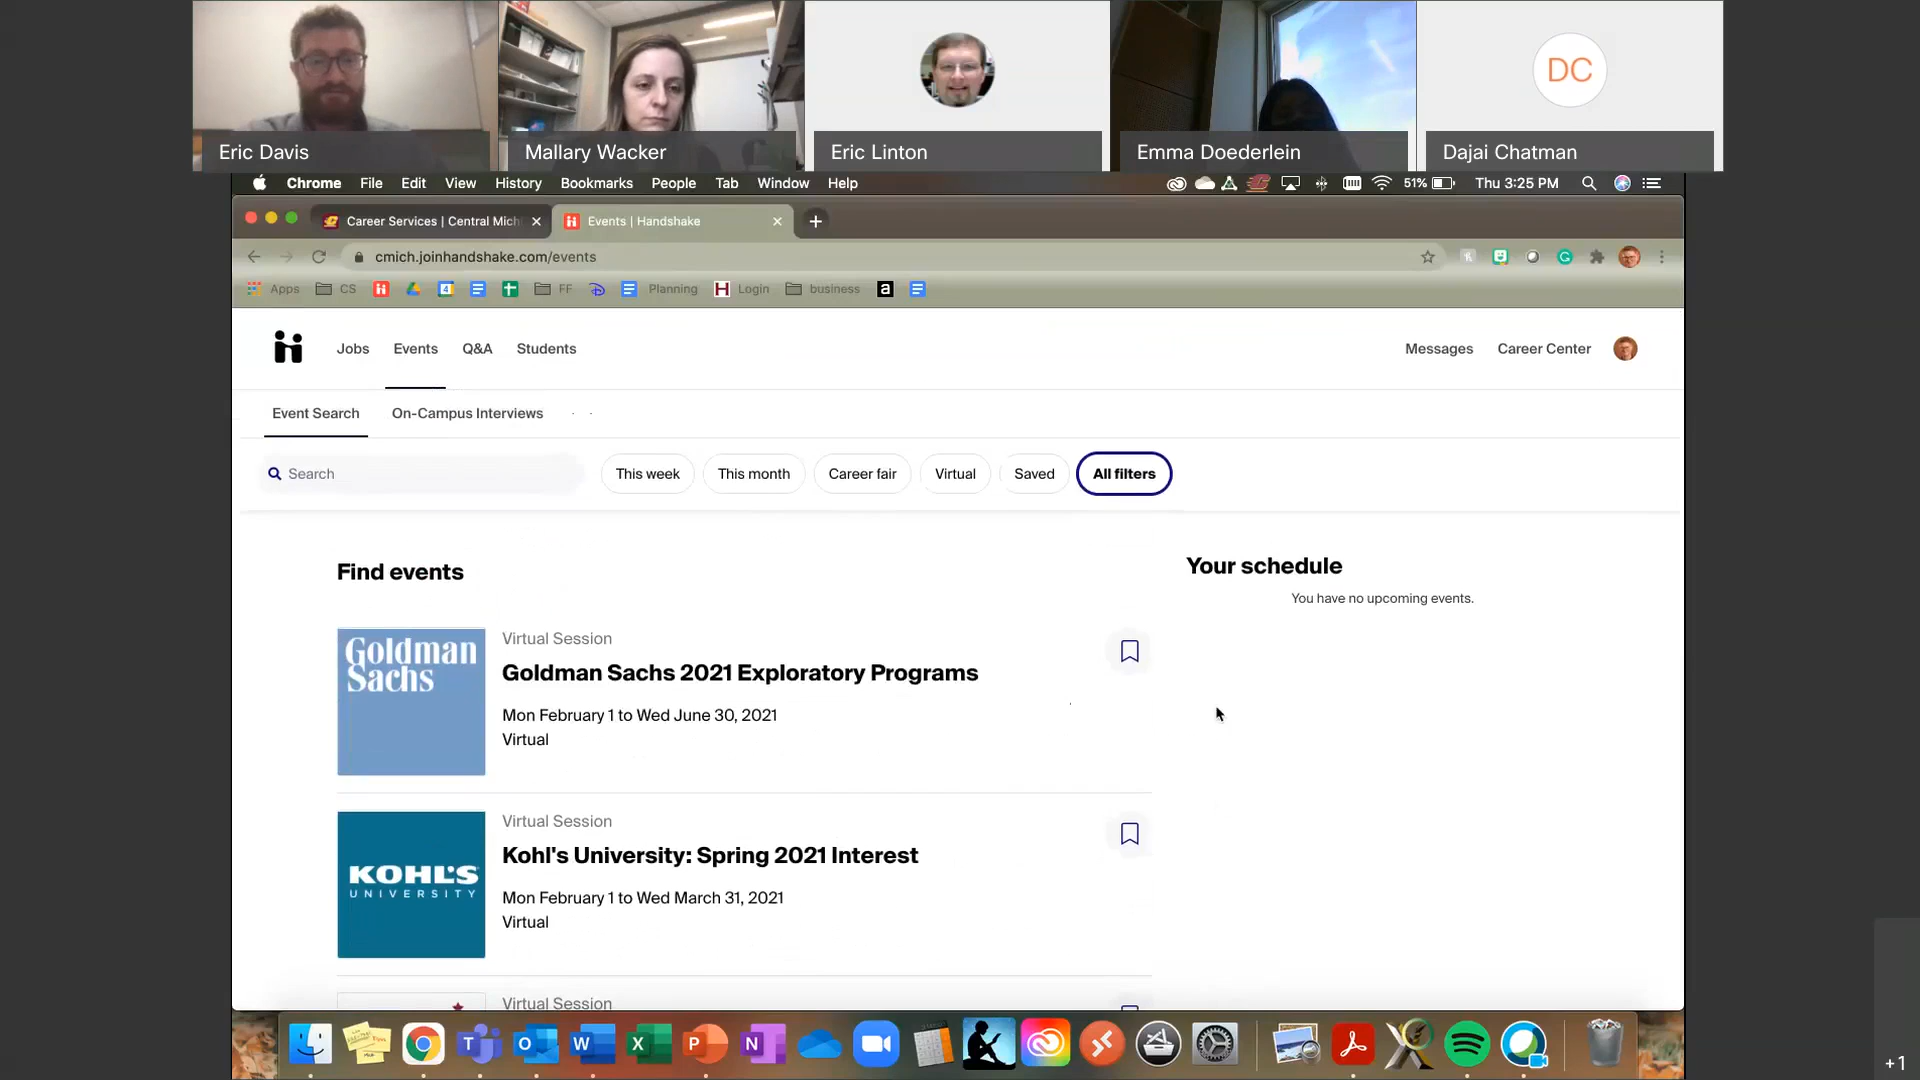 DC
Eric Davis
Mallary Wacker
Eric Linton
Emma Doederlein
Dajai Chatman
Chrome File Edit View History Bookmarks People Tab Window Help 51% Thu 3:25 PM
Career Services | Central Mich Events | Handshake
cmich.joinhandshake.com/events
Apps CS FF Planning Login business
Jobs Events Q&A Students Messages Career Center
Event Search On-Campus Interviews
Search This week This month Career fair Virtual Saved All filters
Find events
Your schedule
You have no upcoming events.
Goldman
Sachs
Virtual Session
Goldman Sachs 2021 Exploratory Programs
Mon February 1 to Wed June 30, 2021
Virtual
KOHL'S
UNIVERSITY
Virtual Session
Kohl's University: Spring 2021 Interest
Mon February 1 to Wed March 31, 2021
Virtual
Virtual Session
+1